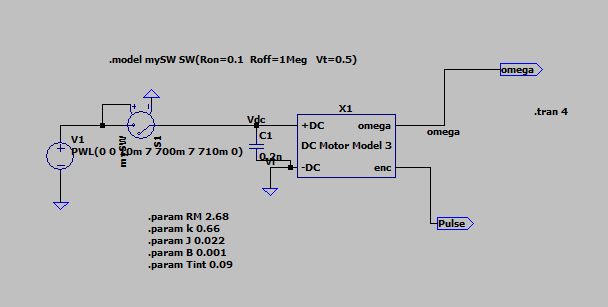 .model mySW SW(Ron=0.1 Roff=1Meg Vt=0.5)
omega
X1
.tran 4
Vdc
+DC omega
omega
V1
S1
mySW
C1
PWL(0 0 10m 7 700m 7 710m 0)
DC Motor Model 3
0.2n
-DC enc
Pulse
.param RM 2.68
.param k 0.66
.param J 0.022
.param B 0.001
.param Tint 0.09